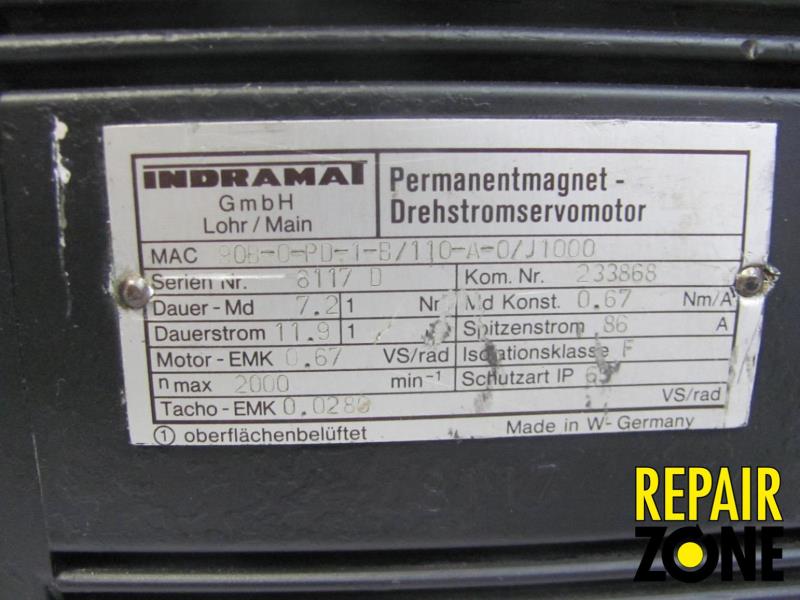 INDRAMAT
GmbH
Lohr / Main
Permanentmagnet -
Drehstromservomotor
MAC 90B-0-PD-1-B/110-A-0/J1000
Serien Nr. 8117 D
Kom. Nr. 233868
Dauer - Md 7.2 1
Md Konst. 0.67 Nm/A
Dauerstrom 11.9 1
Spitzenstrom 86 A
Motor - EMK 0.67 VS/rad
Isolationsklasse F
n max 2000 min⁻¹
Schutzart IP
Tacho - EMK 0.0280 VS/rad
① oberflächenbelüftet
Made in W- Germany
REPAIR
ZONE